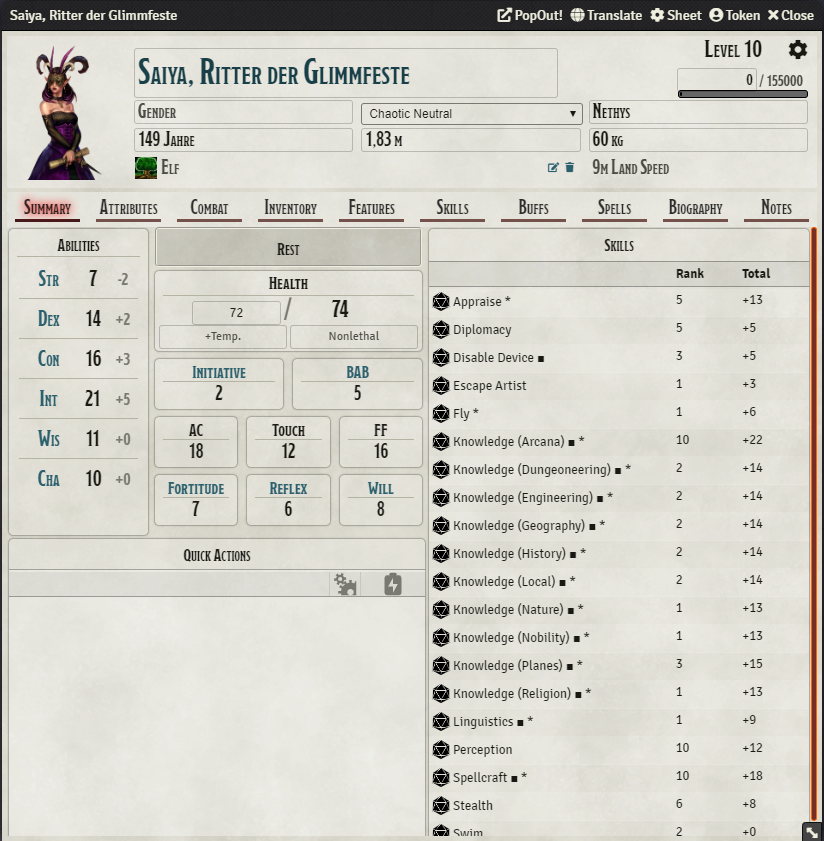 Saiya, Ritter der Glimmfeste PopOut! Translate Sheet Token Close
Level 10
Saiya, Ritter der Glimmfeste
0 / 155000
Gender Chaotic Neutral Nethys
149 Jahre 1,83 m 60 kg
Elf 9m Land Speed
Summary Attributes Combat Inventory Features Skills Buffs Spells Biography Notes
Abilities
Str 7 -2
Dex 14 +2
Con 16 +3
Int 21 +5
Wis 11 +0
Cha 10 +0
Rest
Health
72 / 74
+Temp. Nonlethal
Initiative BAB
2 5
AC Touch FF
18 12 16
Fortitude Reflex Will
7 6 8
Quick Actions
Skills
Rank Total
Appraise * 5 +13
Diplomacy 5 +5
Disable Device ■ 3 +5
Escape Artist 1 +3
Fly * 1 +6
Knowledge (Arcana) ■ * 10 +22
Knowledge (Dungeoneering) ■ * 2 +14
Knowledge (Engineering) ■ * 2 +14
Knowledge (Geography) ■ * 2 +14
Knowledge (History) ■ * 2 +14
Knowledge (Local) ■ * 2 +14
Knowledge (Nature) ■ * 1 +13
Knowledge (Nobility) ■ * 1 +13
Knowledge (Planes) ■ * 3 +15
Knowledge (Religion) ■ * 1 +13
Linguistics ■ * 1 +9
Perception 10 +12
Spellcraft ■ * 10 +18
Stealth 6 +8
Swim 2 +0